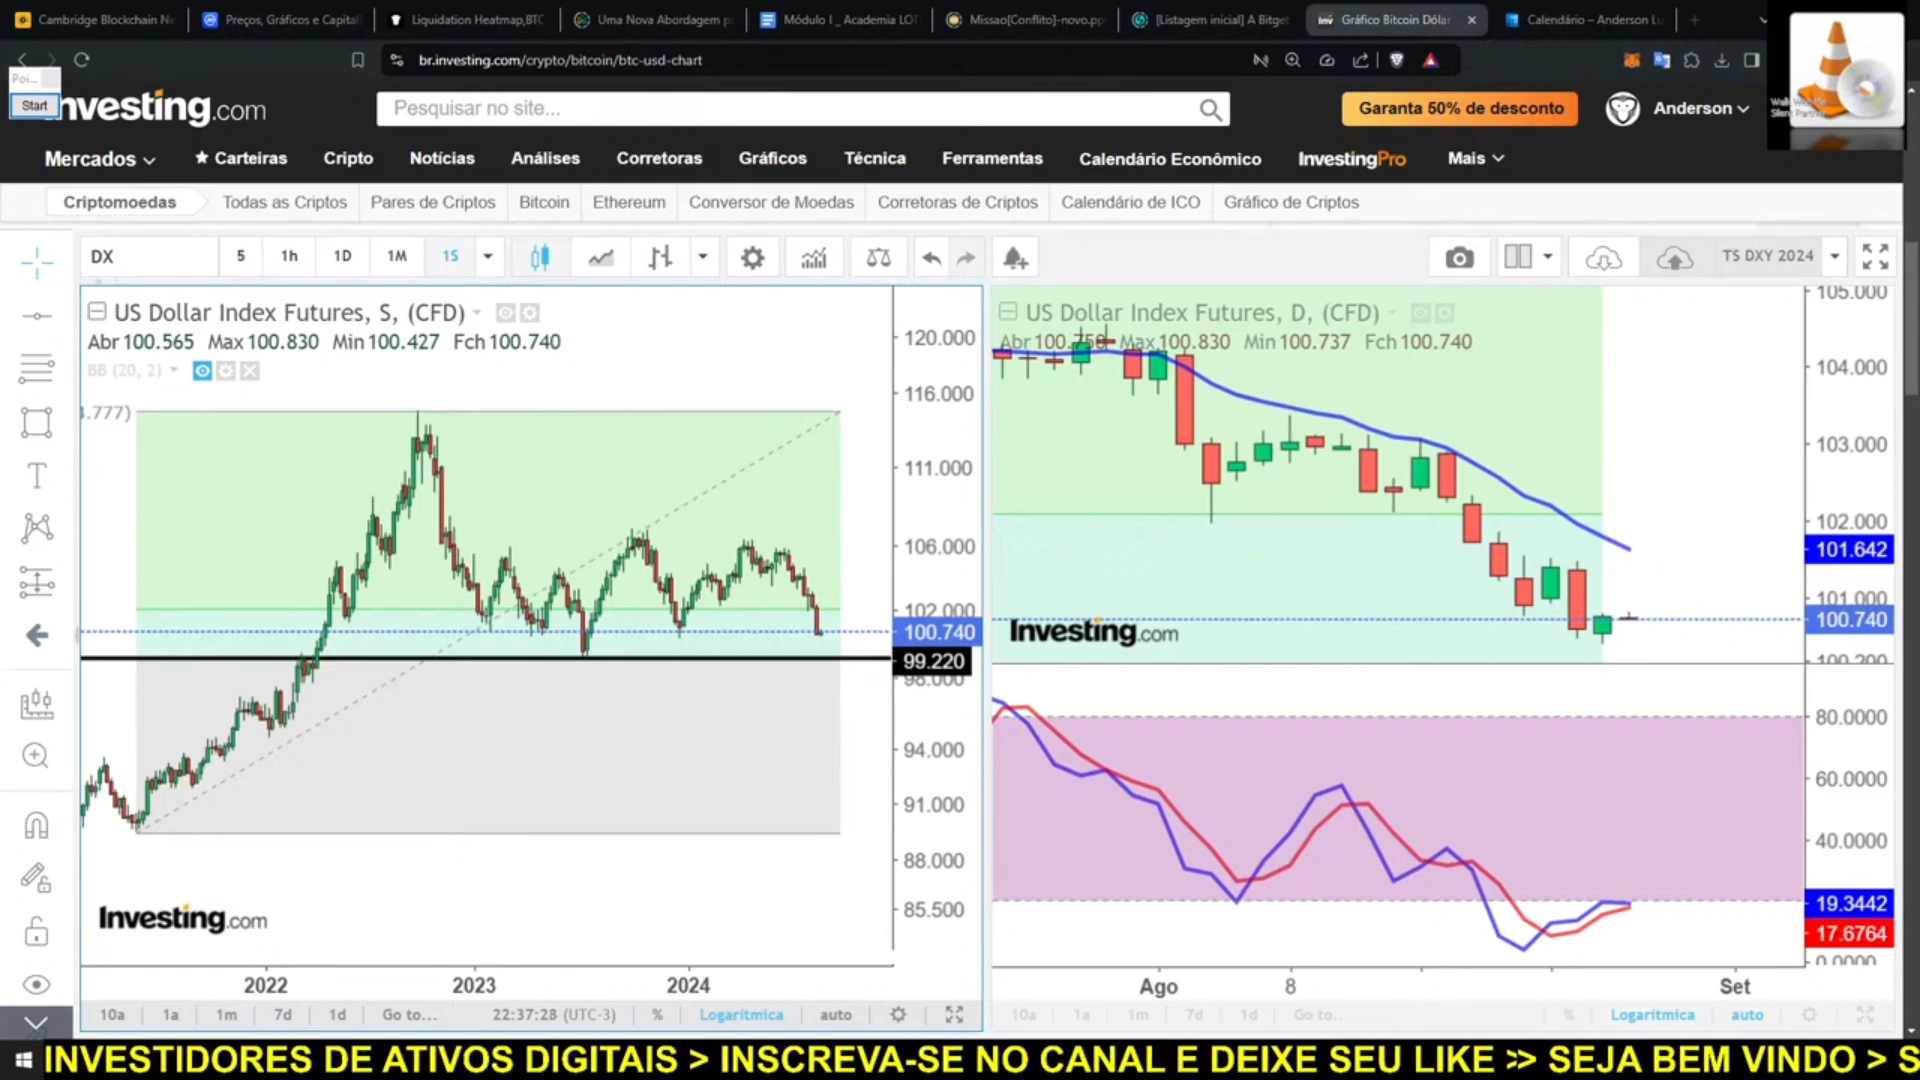 Cambridge Blockchain Ne
Preços, Gráficos e Capital
Liquidation Heatmap,BTC
Uma Nova Abordagem p
Módulo I _ Academia LOT
Missao[Conflito]-novo.pp
[Listagem inicial] A Bitget
Gráfico Bitcoin Dólar
Calendário – Anderson Lu
br.investing.com/crypto/bitcoin/btc-usd-chart
Poi...
Start
Investing.com
Pesquisar no site...
Garanta 50% de desconto
Anderson
Mercados
Carteiras
Cripto
Notícias
Análises
Corretoras
Gráficos
Técnica
Ferramentas
Calendário Econômico
InvestingPro
Mais
Criptomoedas
Todas as Criptos
Pares de Criptos
Bitcoin
Ethereum
Conversor de Moedas
Corretoras de Criptos
Calendário de ICO
Gráfico de Criptos
DX
5
1h
1D
1M
1S
TS DXY 2024
US Dollar Index Futures, S, (CFD)
Abr 100.565 Max 100.830 Min 100.427 Fch 100.740
BB (20, 2)
.777)
120.000
116.000
111.000
106.000
102.000
100.740
99.220
98.000
94.000
91.000
88.000
85.500
Investing.com
2022
2023
2024
10a
1a
1m
7d
1d
Go to...
22:37:28 (UTC-3)
%
Logarítmica
auto
US Dollar Index Futures, D, (CFD)
Abr 100.750 Max 100.830 Min 100.737 Fch 100.740
105.000
104.000
103.000
102.000
101.642
101.000
100.740
100.200
Investing.com
80.0000
60.0000
40.0000
19.3442
17.6764
0.0000
Ago
8
Set
10a
1a
1m
7d
1d
Go to..
%
Logarítmica
auto
INVESTIDORES DE ATIVOS DIGITAIS > INSCREVA-SE NO CANAL E DEIXE SEU LIKE >> SEJA BEM VINDO > S